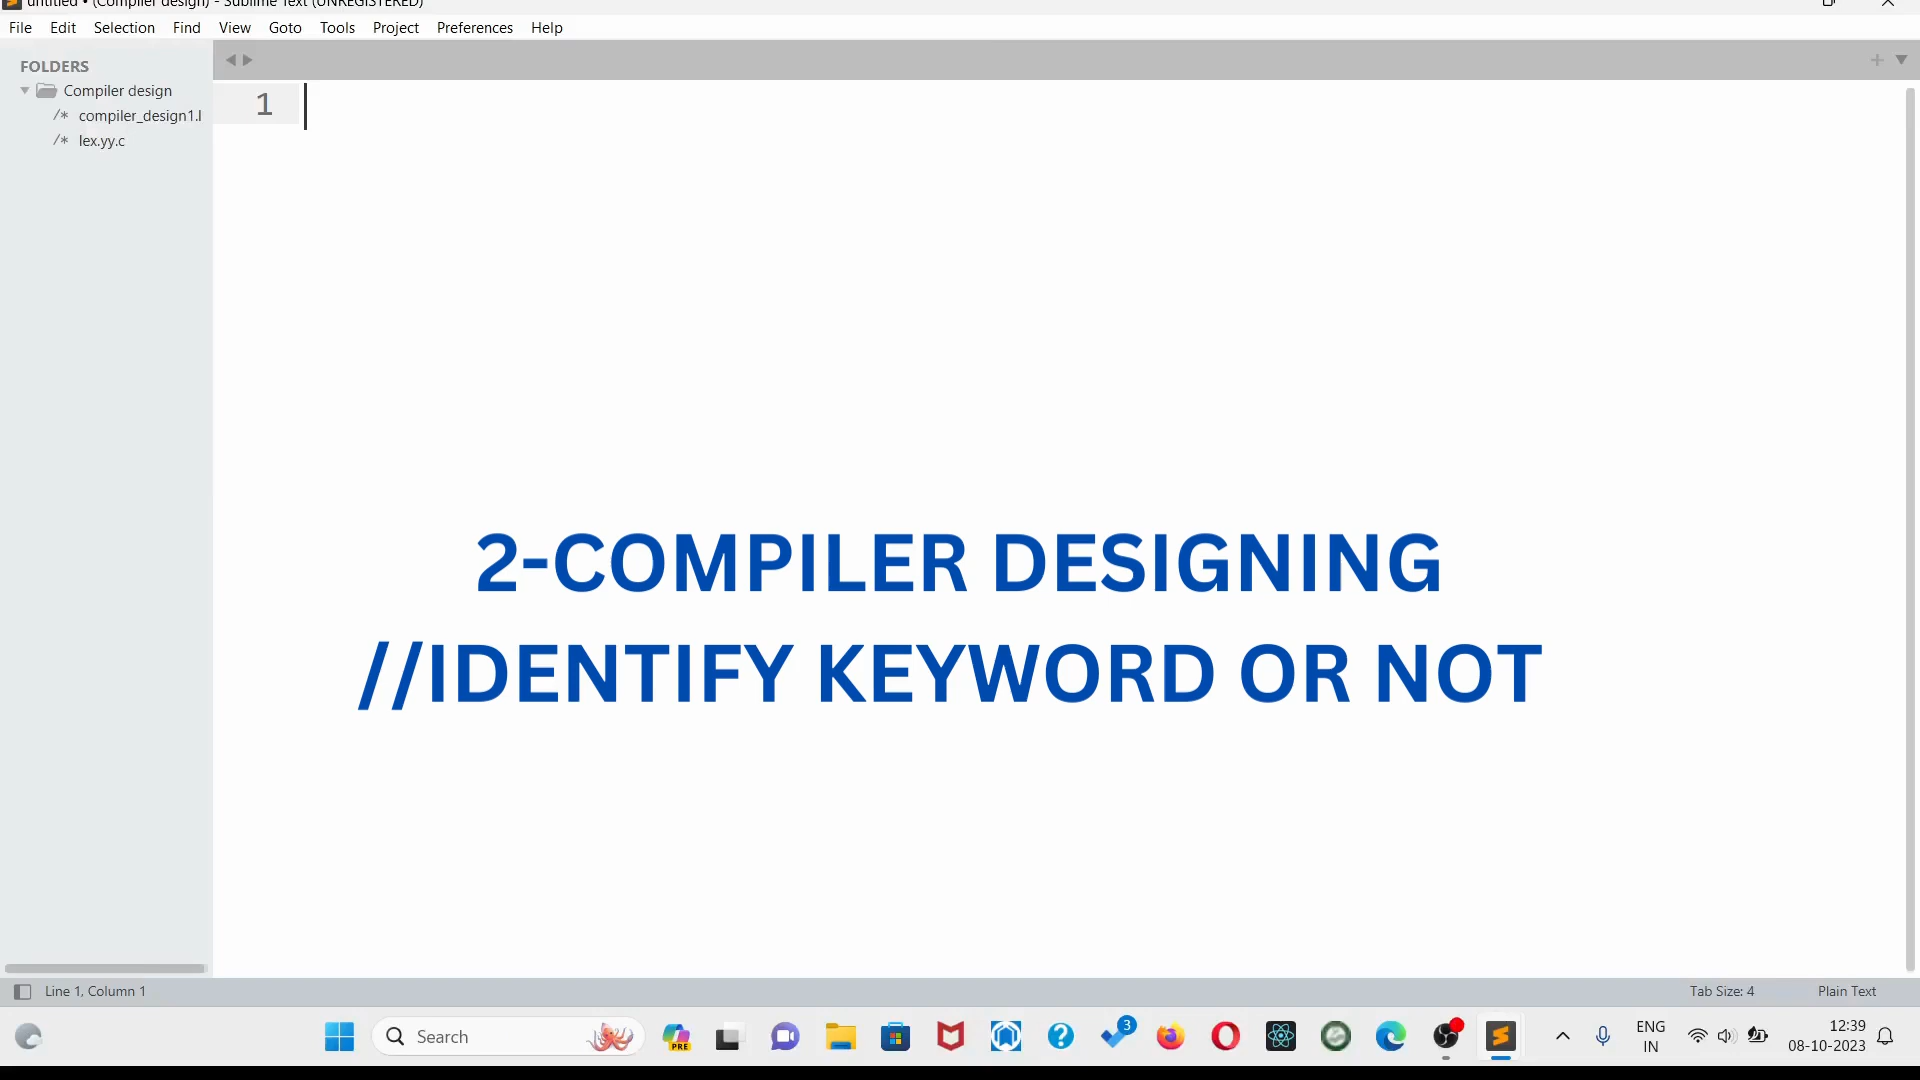 untitled • (Compiler design) - Sublime Text (UNREGISTERED)
File Edit Selection Find View Goto Tools Project Preferences Help
FOLDERS
Compiler design
/* compiler_design1.l
/* lex.yy.c
1
2-COMPILER DESIGNING
//IDENTIFY KEYWORD OR NOT
Line 1, Column 1
Tab Size: 4
Plain Text
Search
PRE
3
ENG
IN
12:39
08-10-2023